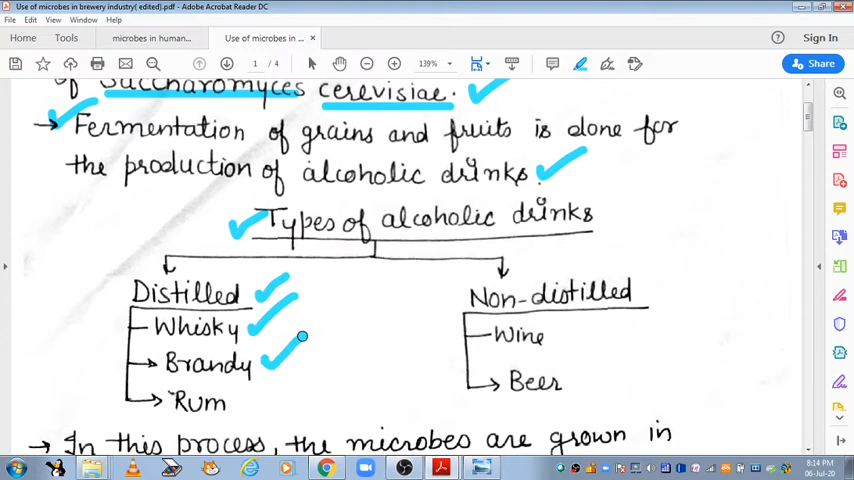 Use of microbes in brewery industry( edited).pdf - Adobe Acrobat Reader DC
File Edit View Window Help
Home Tools microbes in human... Use of microbes in ... × Sign In
1 / 4 139% Share
of Saccharomyces cerevisiae.
→ Fermentation of grains and fruits is done for
the production of alcoholic drinks.
Types of alcoholic drinks
Distilled Non-distilled
Whisky Wine
Brandy Beer
Rum
→ In this process, the microbes are grown in
8:14 PM
06-Jul-20